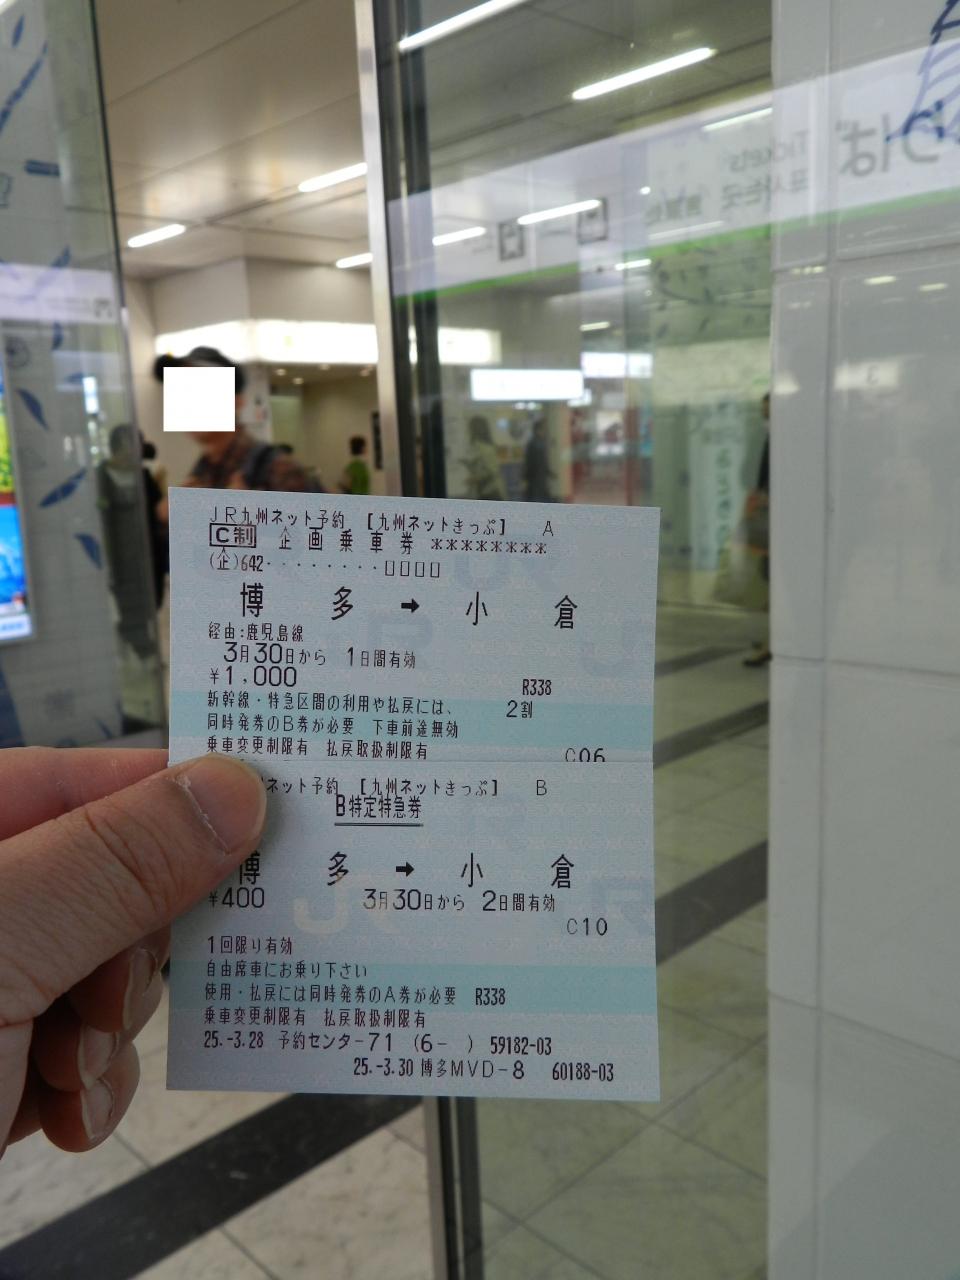 JR九州ネット予約 [九州ネットきっぷ] A
C制 企画乗車券 ********
(企)642・・・・・・・・・□□□□
博多→小倉
経由:鹿児島線
3月30日から 1日間有効
¥1,000
R338
新幹線・特急区間の利用や払戻には、 2割
同時発券のB券が必要 下車前途無効
乗車変更制限有 払戻取扱制限有
C06
ネット予約 [九州ネットきっぷ] B
B特定特急券
博多→小倉
¥400 3月30日から 2日間有効
C10
1回限り有効
自由席車にお乗り下さい
使用・払戻には同時発券のA券が必要 R338
乗車変更制限有 払戻取扱制限有
25.-3.28 予約センター71 (6- ) 59182-03
25.-3.30 博多MVD-8 60188-03
Tickets